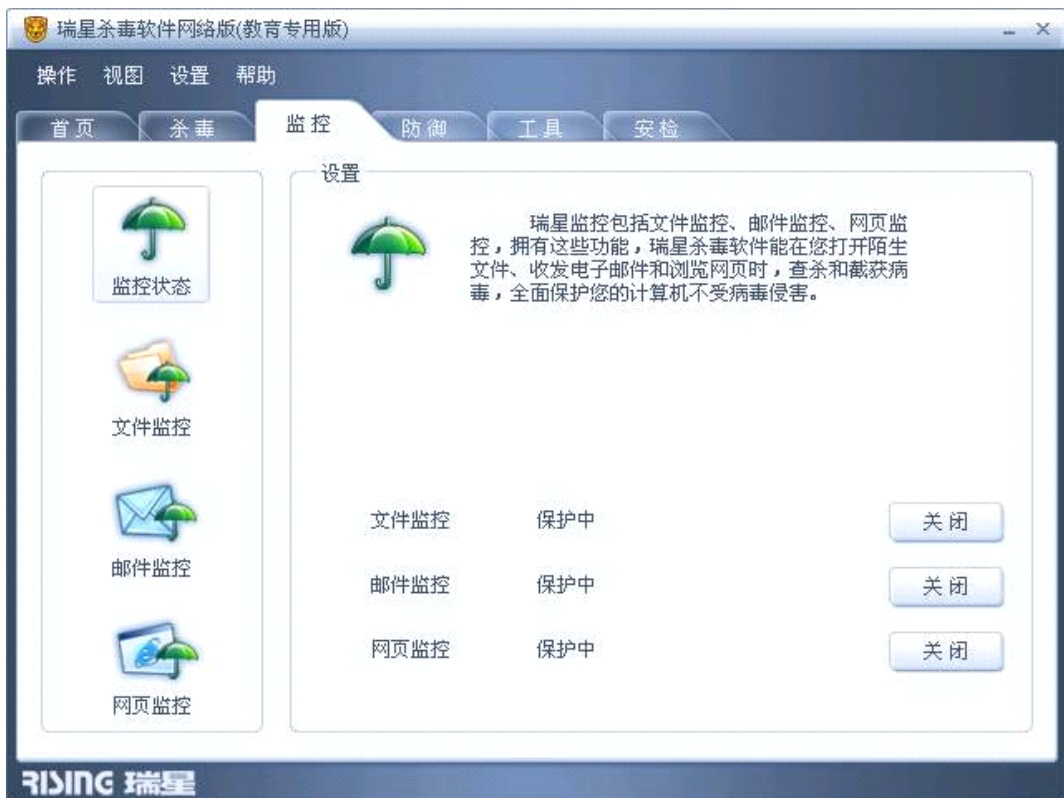 瑞星杀毒软件网络版(教育专用版)
操作 视图 设置 帮助
首页 杀毒 监控 防御 工具 安检
设置
监控状态
文件监控
邮件监控
网页监控
瑞星监控包括文件监控、邮件监控、网页监
控，拥有这些功能，瑞星杀毒软件能在您打开陌生
文件、收发电子邮件和浏览网页时，查杀和截获病
毒，全面保护您的计算机不受病毒侵害。
文件监控 保护中 关闭
邮件监控 保护中 关闭
网页监控 保护中 关闭
RISING 瑞星